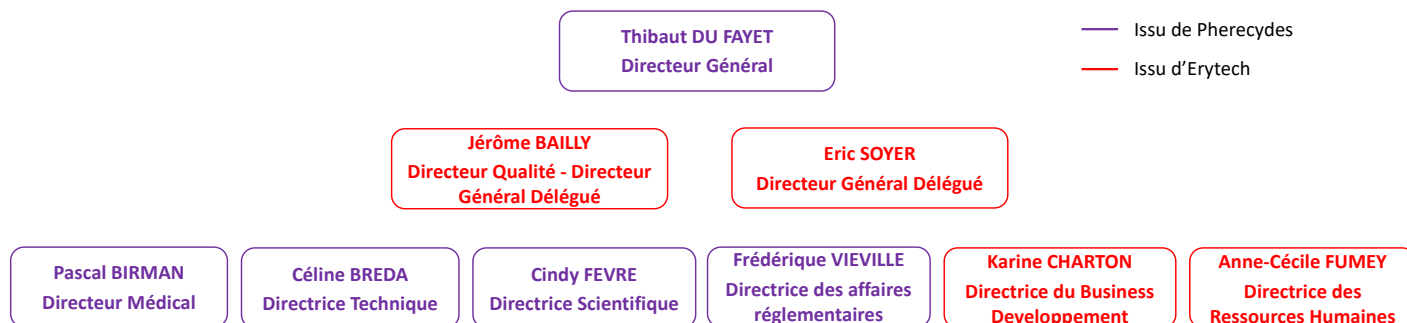 Thibaut DU FAYET
Directeur Général
Issu de Pherecydes
Issu d'Erytech
Jérôme BAILLY
Directeur Qualité - Directeur
Général Délégué
Eric SOYER
Directeur Général Délégué
Pascal BIRMAN
Directeur Médical
Céline BREDA
Directrice Technique
Cindy FEVRE
Directrice Scientifique
Frédérique VIEVILLE
Directrice des affaires
réglementaires
Karine CHARTON
Directrice du Business
Developpement
Anne-Cécile FUMEY
Directrice des
Ressources Humaines